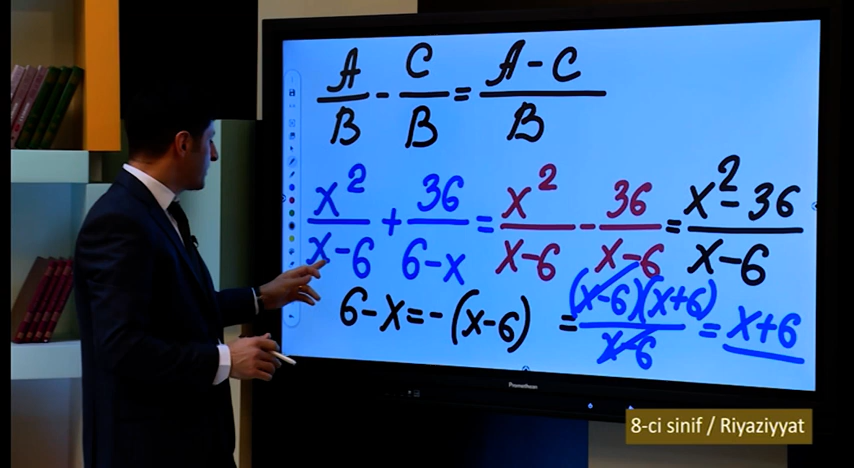 A/B - C/B = A-C/B
x²/x-6 + 36/6-x = x²/x-6 - 36/x-6 = x²-36/x-6
6-x=-(x-6) = (x-6)(x+6)/x-6 = x+6
Promethean
8-ci sinif / Riyaziyyat